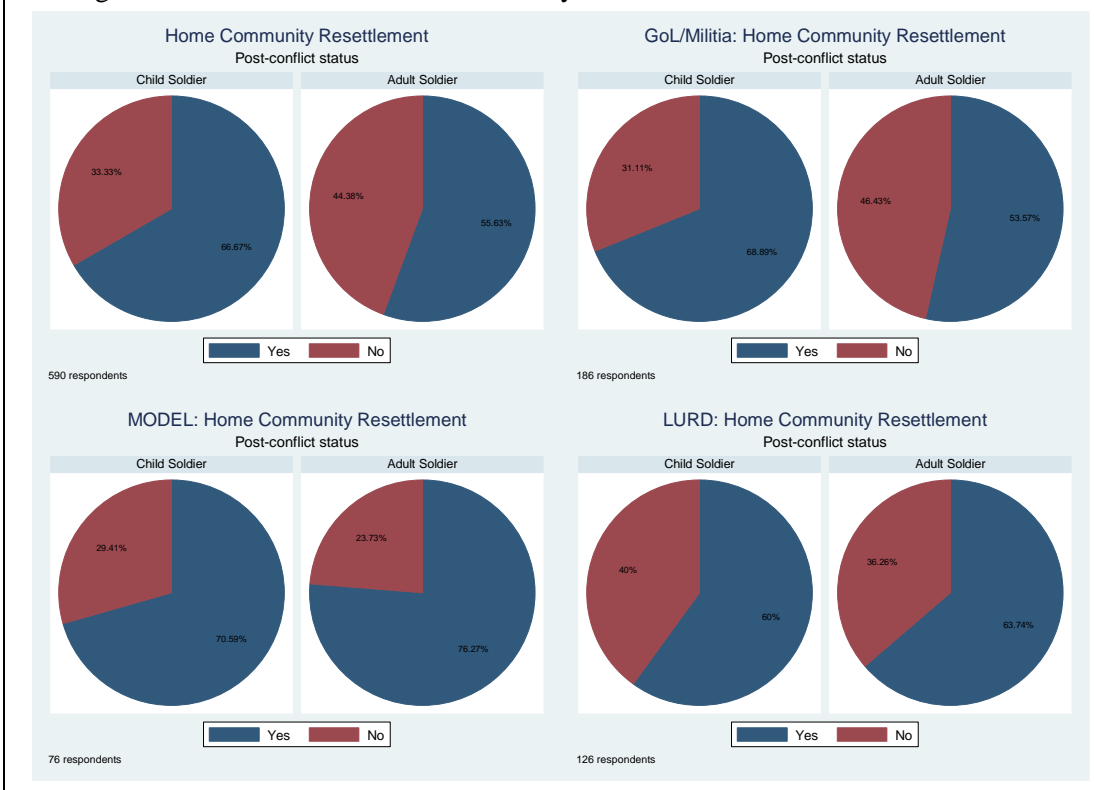 Home Community Resettlement
Post-conflict status
Child Soldier
Adult Soldier
33.33%
66.67%
44.38%
55.63%
Yes
No
590 respondents
GoL/Militia: Home Community Resettlement
Post-conflict status
Child Soldier
Adult Soldier
31.11%
68.89%
46.43%
53.57%
Yes
No
186 respondents
MODEL: Home Community Resettlement
Post-conflict status
Child Soldier
Adult Soldier
29.41%
70.59%
23.73%
76.27%
Yes
No
76 respondents
LURD: Home Community Resettlement
Post-conflict status
Child Soldier
Adult Soldier
40%
60%
36.26%
63.74%
Yes
No
126 respondents